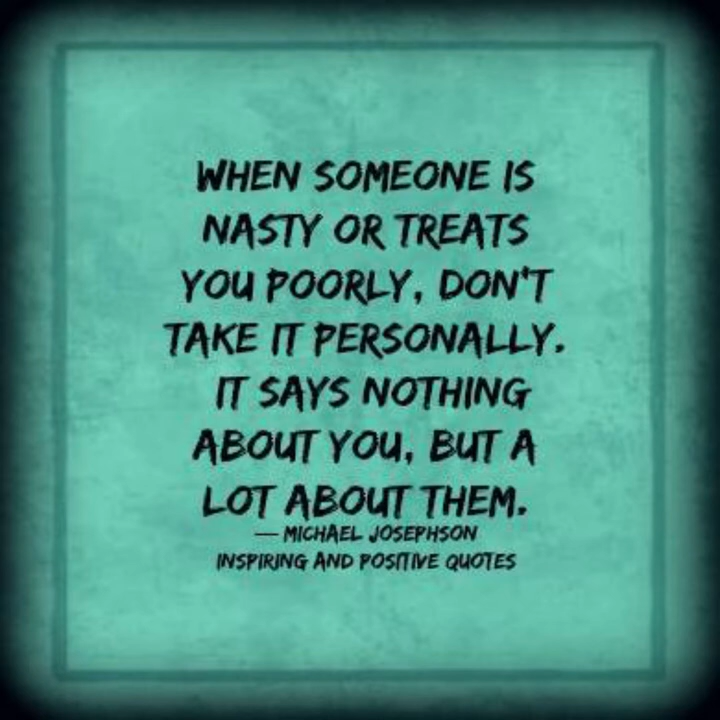 WHEN SOMEONE IS
NASTY OR TREATS
YOU POORLY, DON'T
TAKE IT PERSONALLY.
IT SAYS NOTHING
ABOUT YOU, BUT A
LOT ABOUT THEM.
— MICHAEL JOSEPHSON
INSPIRING AND POSITIVE QUOTES